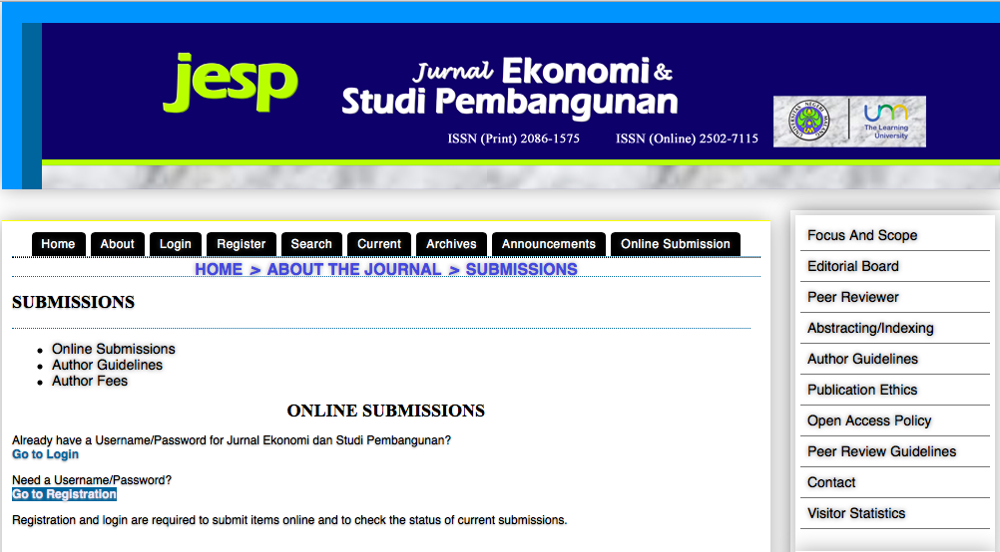 jesp
Jurnal Ekonomi &
Studi Pembangunan
ISSN (Print) 2086-1575 ISSN (Online) 2502-7115
UNIVERSITAS NEGERI MALANG
UM
The Learning
University
Home About Login Register Search Current Archives Announcements Online Submission
HOME > ABOUT THE JOURNAL > SUBMISSIONS
SUBMISSIONS
Online Submissions
Author Guidelines
Author Fees
ONLINE SUBMISSIONS
Already have a Username/Password for Jurnal Ekonomi dan Studi Pembangunan?
Go to Login
Need a Username/Password?
Go to Registration
Registration and login are required to submit items online and to check the status of current submissions.
Focus And Scope
Editorial Board
Peer Reviewer
Abstracting/Indexing
Author Guidelines
Publication Ethics
Open Access Policy
Peer Review Guidelines
Contact
Visitor Statistics